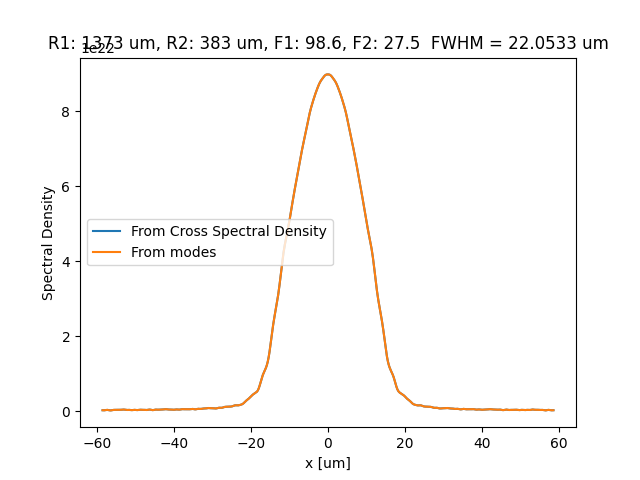 R1: 1373 um, R2: 383 um, F1: 98.6, F2: 27.5  FWHM = 22.0533 um
1e22
8
6
4
2
0
Spectral Density
From Cross Spectral Density
From modes
−60 −40 −20 0 20 40 60
x [um]